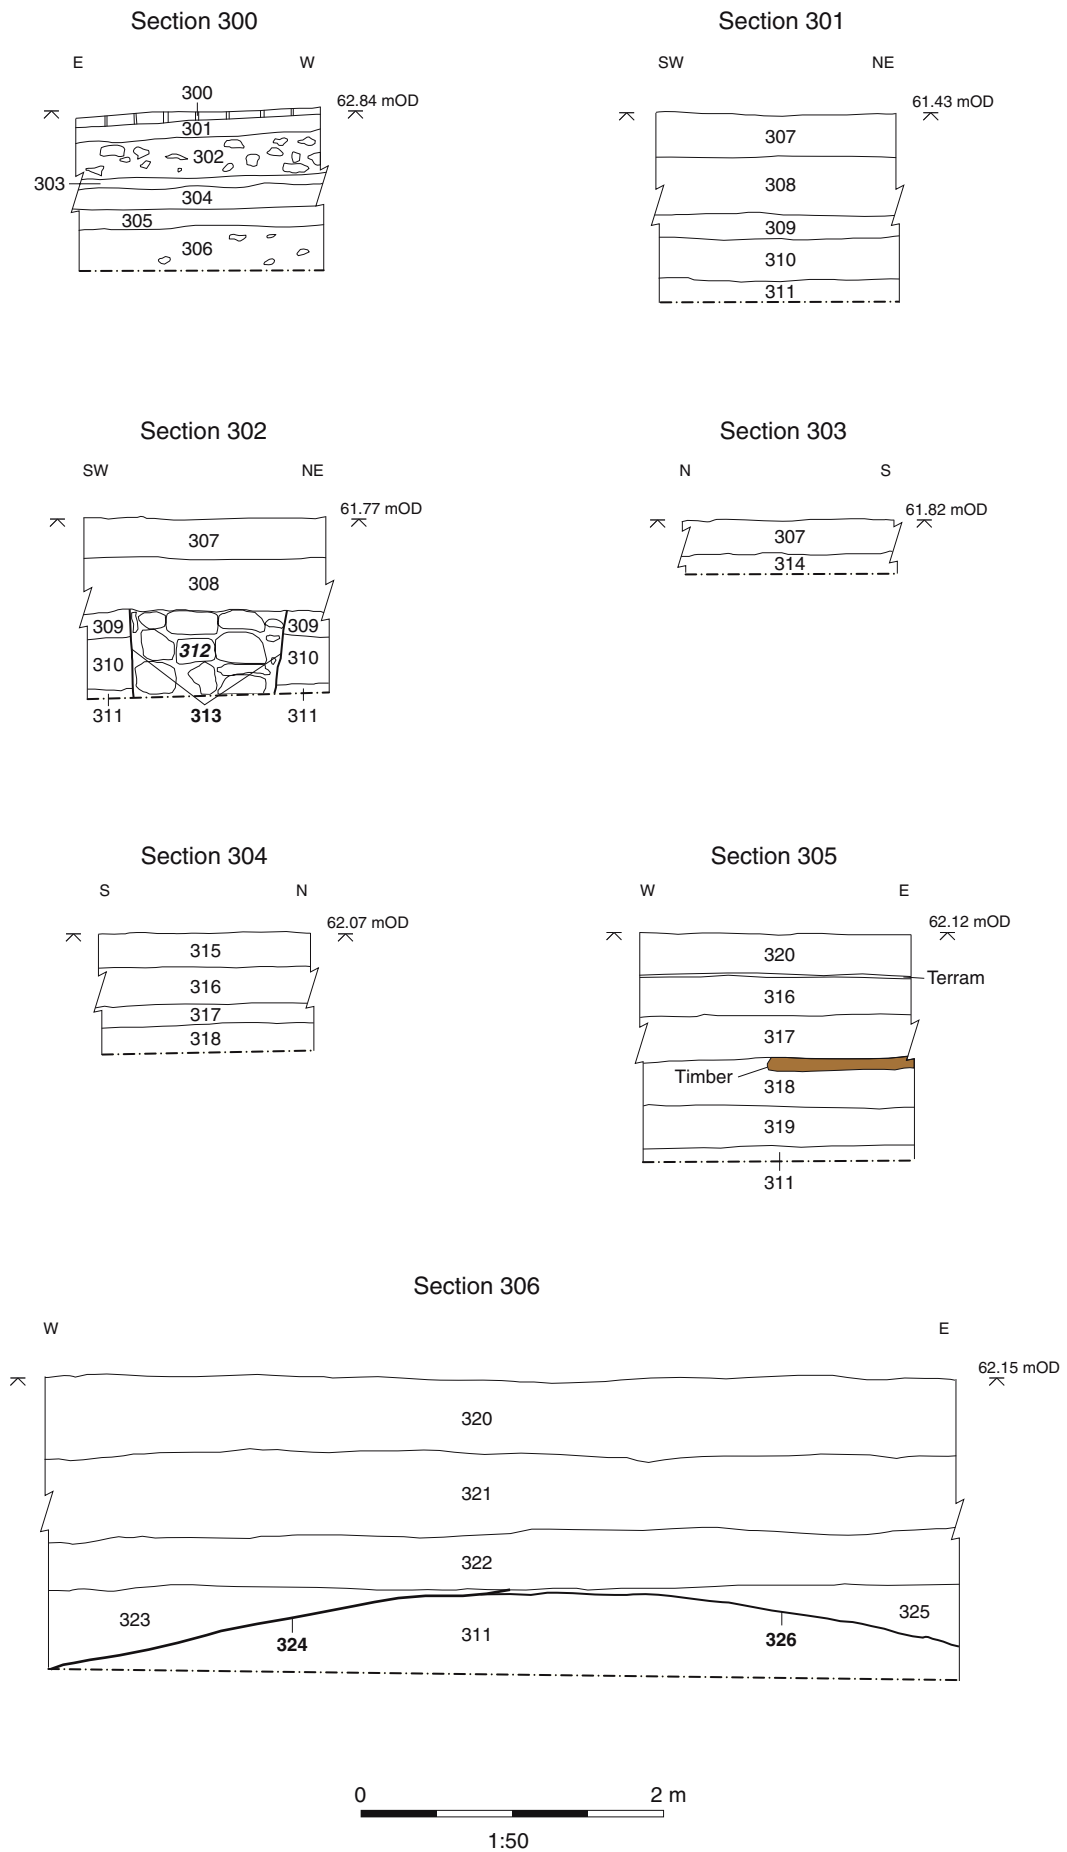 Section 300
E W
300
62.84 mOD
301
302
303
304
305
306
Section 301
SW NE
61.43 mOD
307
308
309
310
311
Section 302
SW NE
61.77 mOD
307
308
309 309
312
310 310
311 313 311
Section 303
N S
61.82 mOD
307
314
Section 304
S N
62.07 mOD
315
316
317
318
Section 305
W E
62.12 mOD
320
Terram
316
317
Timber
318
319
311
Section 306
W E
62.15 mOD
320
321
322
323 325
324 311 326
0 2 m
1:50